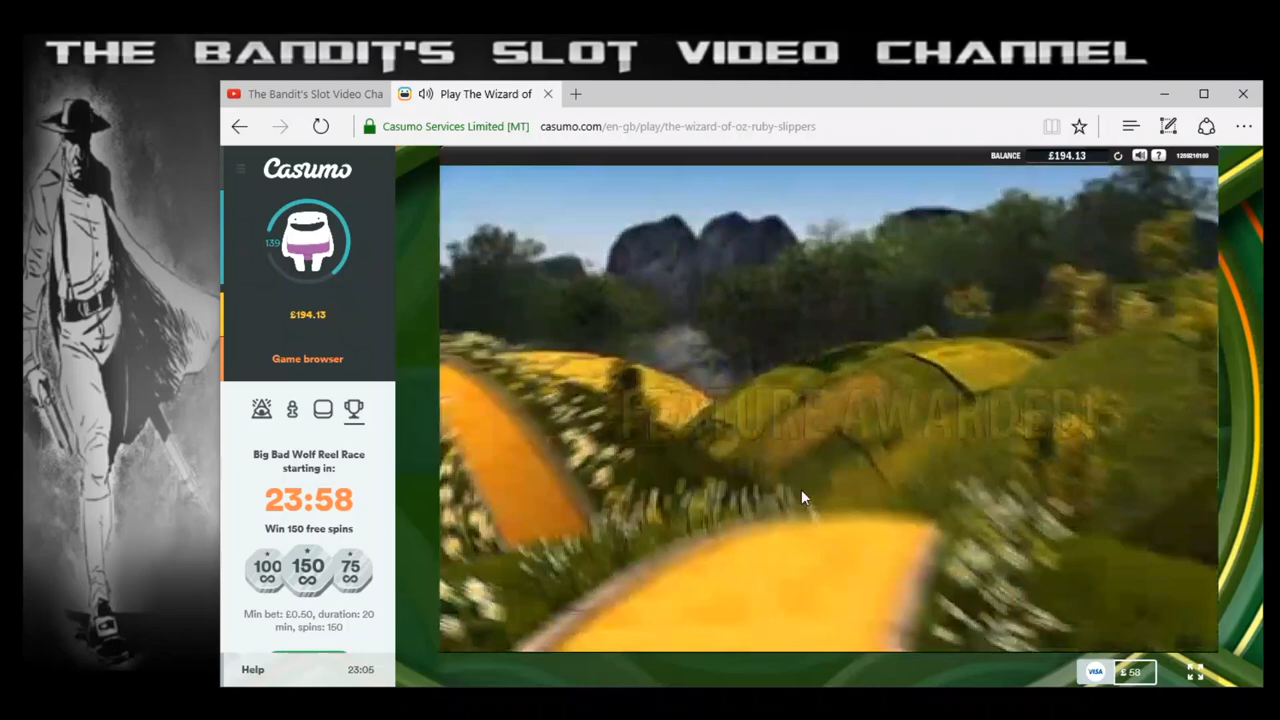 THE BANDIT'S SLOT VIDEO CHANNEL
The Bandit's Slot Video Cha
Play The Wizard of
Casumo Services Limited [MT] casumo.com/en-gb/play/the-wizard-of-oz-ruby-slippers
BALANCE £194.13 ?
Casumo
139
£194.13
Game browser
FEATURE AWARDED!
Big Bad Wolf Reel Race
starting in:
23:58
Win 150 free spins
100 150 75
Min bet: £0.50, duration: 20
min, spins: 150
Help 23:05
VISA £ 58